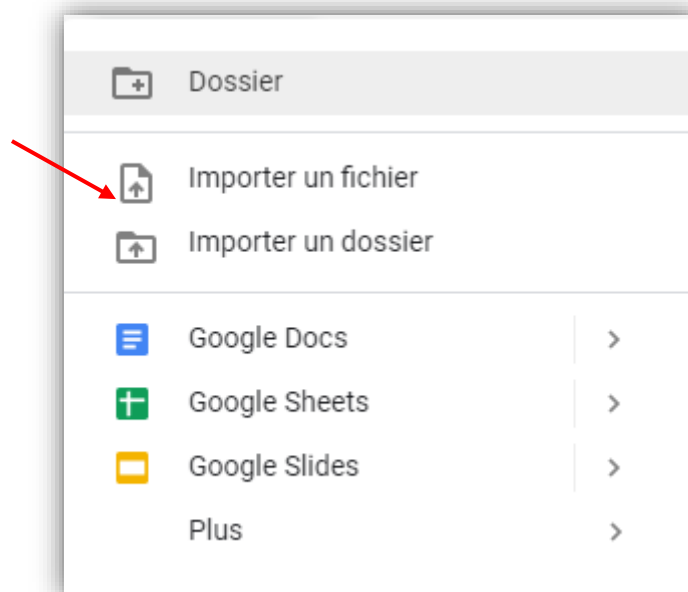 Dossier
Importer un fichier
Importer un dossier
Google Docs
Google Sheets
Google Slides
Plus